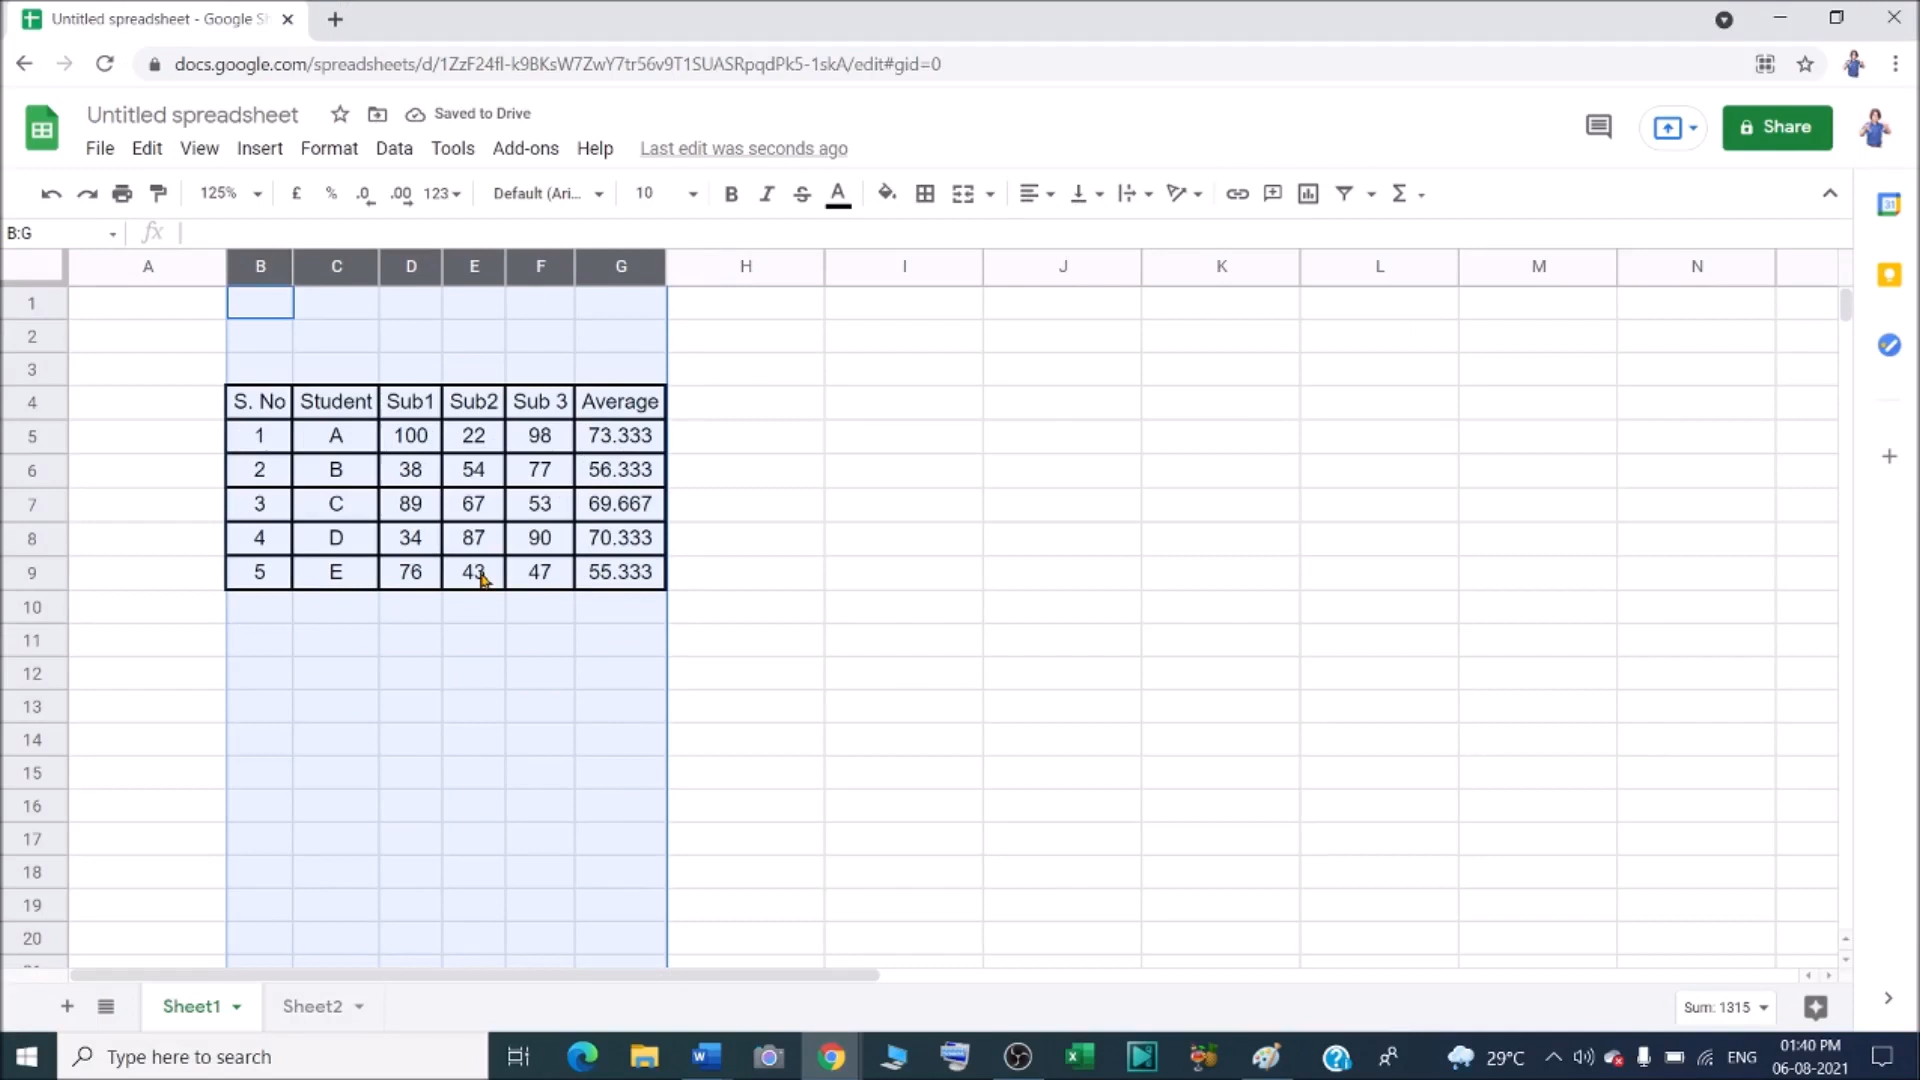 Untitled spreadsheet - Google Sh
docs.google.com/spreadsheets/d/1ZzF24fl-k9BKsW7ZwY7tr56v9T1SUASRpqdPk5-1skA/edit#gid=0
Untitled spreadsheet Saved to Drive
File Edit View Insert Format Data Tools Add-ons Help Last edit was seconds ago
Share
125% £ % .0 .00 123 Default (Ari... 10 B I S A Σ
B:G fx
A B C D E F G H I J K L M N
1
2
3
4 S. No Student Sub1 Sub2 Sub 3 Average
5 1 A 100 22 98 73.333
6 2 B 38 54 77 56.333
7 3 C 89 67 53 69.667
8 4 D 34 87 90 70.333
9 5 E 76 43 47 55.333
10
11
12
13
14
15
16
17
18
19
20
Sheet1 Sheet2 Sum: 1315
Type here to search 29°C ENG 01:40 PM
06-08-2021